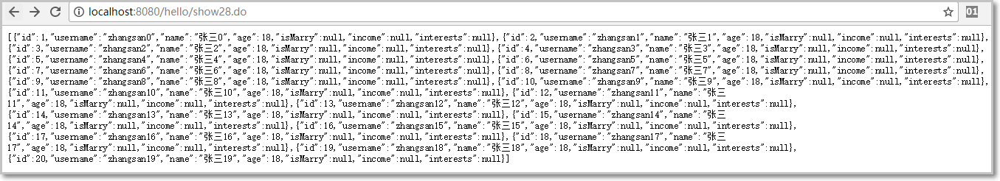 localhost:8080/hello/show28.do
01
[{"id":1,"username":"zhangsan0","name":"张三0","age":18,"isMarry":null,"income":null,"interests":null},{"id":2,"username":"zhangsan1","name":"张三1","age":18,"isMarry":null,"income":null,"interests":null},
{"id":3,"username":"zhangsan2","name":"张三2","age":18,"isMarry":null,"income":null,"interests":null},{"id":4,"username":"zhangsan3","name":"张三3","age":18,"isMarry":null,"income":null,"interests":null},
{"id":5,"username":"zhangsan4","name":"张三4","age":18,"isMarry":null,"income":null,"interests":null},{"id":6,"username":"zhangsan5","name":"张三5","age":18,"isMarry":null,"income":null,"interests":null},
{"id":7,"username":"zhangsan6","name":"张三6","age":18,"isMarry":null,"income":null,"interests":null},{"id":8,"username":"zhangsan7","name":"张三7","age":18,"isMarry":null,"income":null,"interests":null},
{"id":9,"username":"zhangsan8","name":"张三8","age":18,"isMarry":null,"income":null,"interests":null},{"id":10,"username":"zhangsan9","name":"张三9","age":18,"isMarry":null,"income":null,"interests":null},
{"id":11,"username":"zhangsan10","name":"张三10","age":18,"isMarry":null,"income":null,"interests":null},{"id":12,"username":"zhangsan11","name":"张三
11","age":18,"isMarry":null,"income":null,"interests":null},{"id":13,"username":"zhangsan12","name":"张三12","age":18,"isMarry":null,"income":null,"interests":null},
{"id":14,"username":"zhangsan13","name":"张三13","age":18,"isMarry":null,"income":null,"interests":null},{"id":15,"username":"zhangsan14","name":"张三
14","age":18,"isMarry":null,"income":null,"interests":null},{"id":16,"username":"zhangsan15","name":"张三15","age":18,"isMarry":null,"income":null,"interests":null},
{"id":17,"username":"zhangsan16","name":"张三16","age":18,"isMarry":null,"income":null,"interests":null},{"id":18,"username":"zhangsan17","name":"张三
17","age":18,"isMarry":null,"income":null,"interests":null},{"id":19,"username":"zhangsan18","name":"张三18","age":18,"isMarry":null,"income":null,"interests":null},
{"id":20,"username":"zhangsan19","name":"张三19","age":18,"isMarry":null,"income":null,"interests":null}]